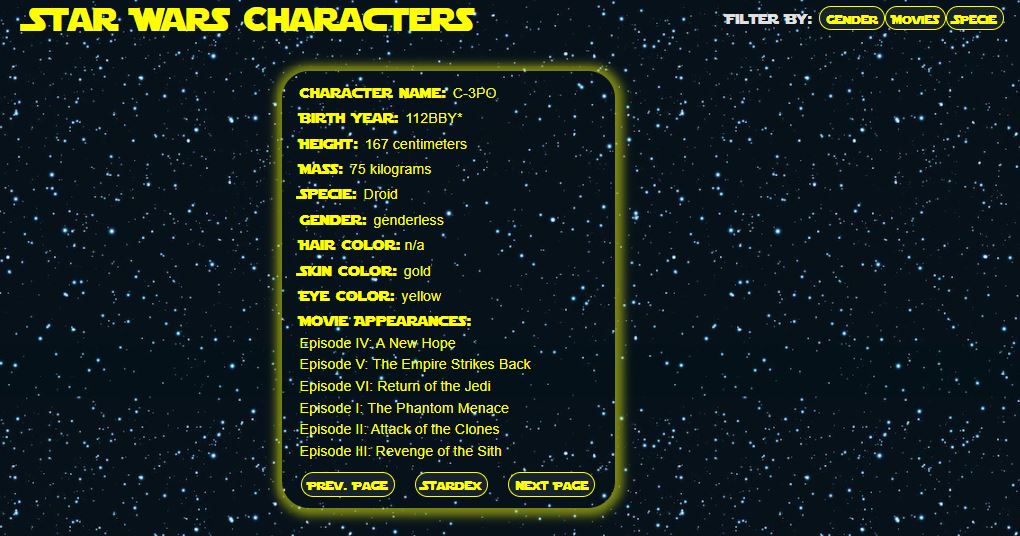 Star Wars Characters
Filter By: Gender Movies Specie
Character Name: C-3PO
Birth Year: 112BBY*
Height: 167 centimeters
Mass: 75 kilograms
Specie: Droid
Gender: genderless
Hair Color: n/a
Skin Color: gold
Eye Color: yellow
Movie Appearances:
Episode IV: A New Hope
Episode V: The Empire Strikes Back
Episode VI: Return of the Jedi
Episode I: The Phantom Menace
Episode II: Attack of the Clones
Episode III: Revenge of the Sith
Prev. Page Stardex Next Page